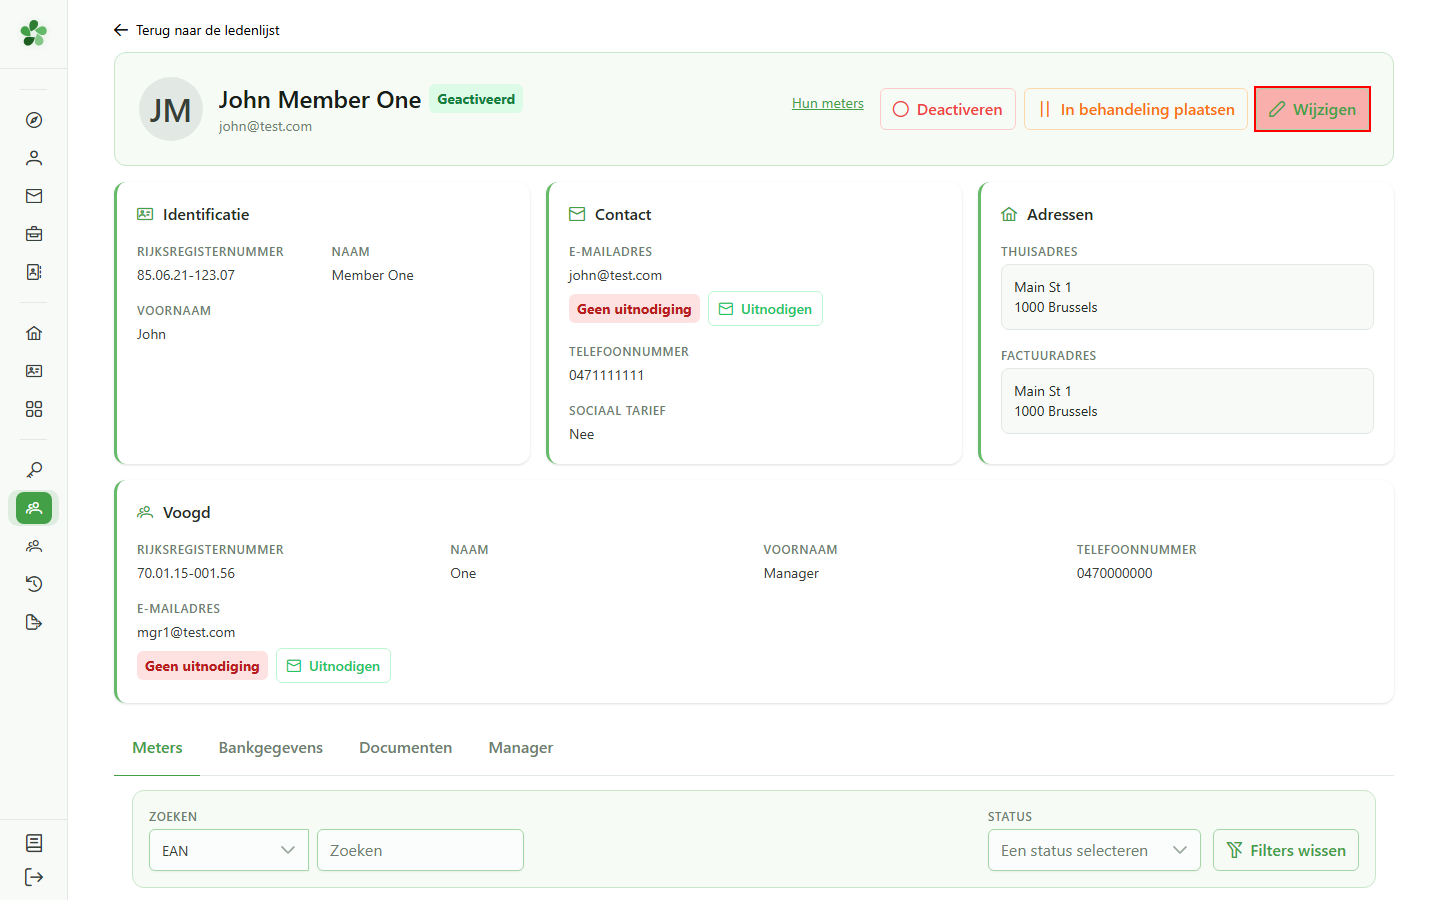 Terug naar de ledenlijst
JM
John Member One
Geactiveerd
john@test.com
Hun meters
Deactiveren
In behandeling plaatsen
Wijzigen
Identificatie
RIJKSREGISTERNUMMER
NAAM
85.06.21-123.07
Member One
VOORNAAM
John
Contact
E-MAILADRES
john@test.com
Geen uitnodiging
Uitnodigen
TELEFOONNUMMER
0471111111
SOCIAAL TARIEF
Nee
Adressen
THUISADRES
Main St 1
1000 Brussels
FACTUURADRES
Main St 1
1000 Brussels
Voogd
RIJKSREGISTERNUMMER
NAAM
VOORNAAM
TELEFOONNUMMER
70.01.15-001.56
One
Manager
0470000000
E-MAILADRES
mgr1@test.com
Geen uitnodiging
Uitnodigen
Meters
Bankgegevens
Documenten
Manager
ZOEKEN
STATUS
EAN
Zoeken
Een status selecteren
Filters wissen